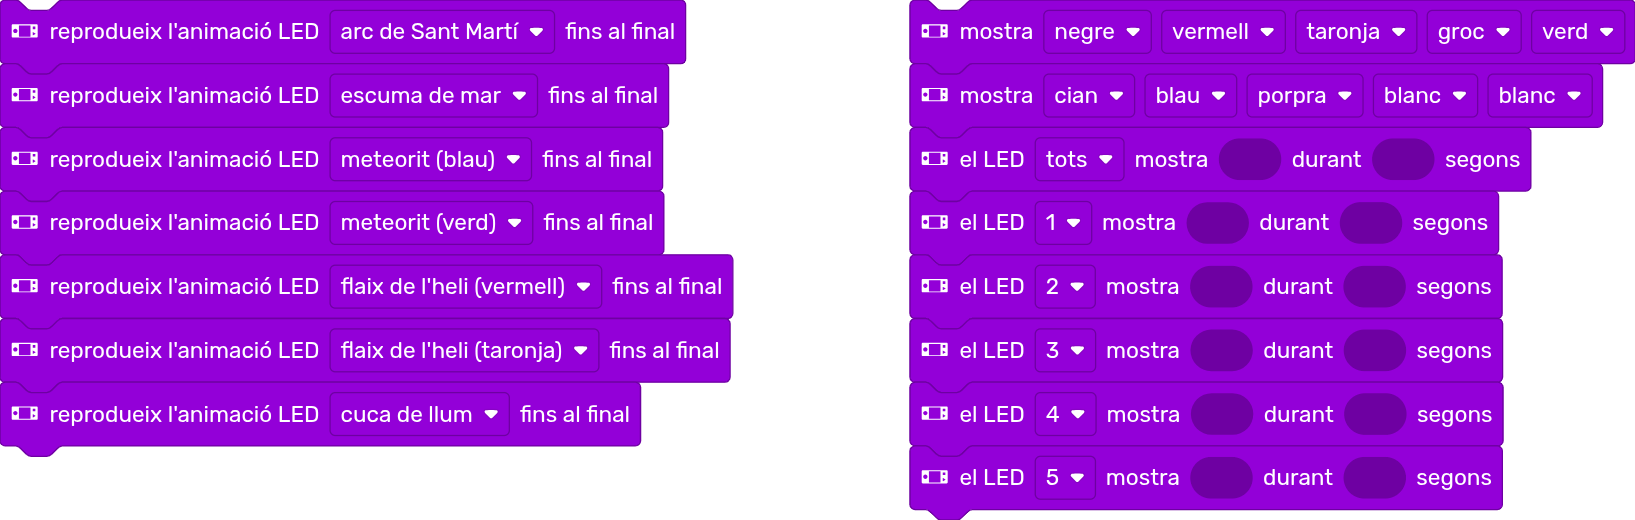 reprodueix l'animació LED arc de Sant Martí fins al final
reprodueix l'animació LED escuma de mar fins al final
reprodueix l'animació LED meteorit (blau) fins al final
reprodueix l'animació LED meteorit (verd) fins al final
reprodueix l'animació LED flaix de l'heli (vermell) fins al final
reprodueix l'animació LED flaix de l'heli (taronja) fins al final
reprodueix l'animació LED cuca de llum fins al final
mostra negre vermell taronja groc verd
mostra cian blau porpra blanc blanc
el LED tots mostra durant segons
el LED 1 mostra durant segons
el LED 2 mostra durant segons
el LED 3 mostra durant segons
el LED 4 mostra durant segons
el LED 5 mostra durant segons